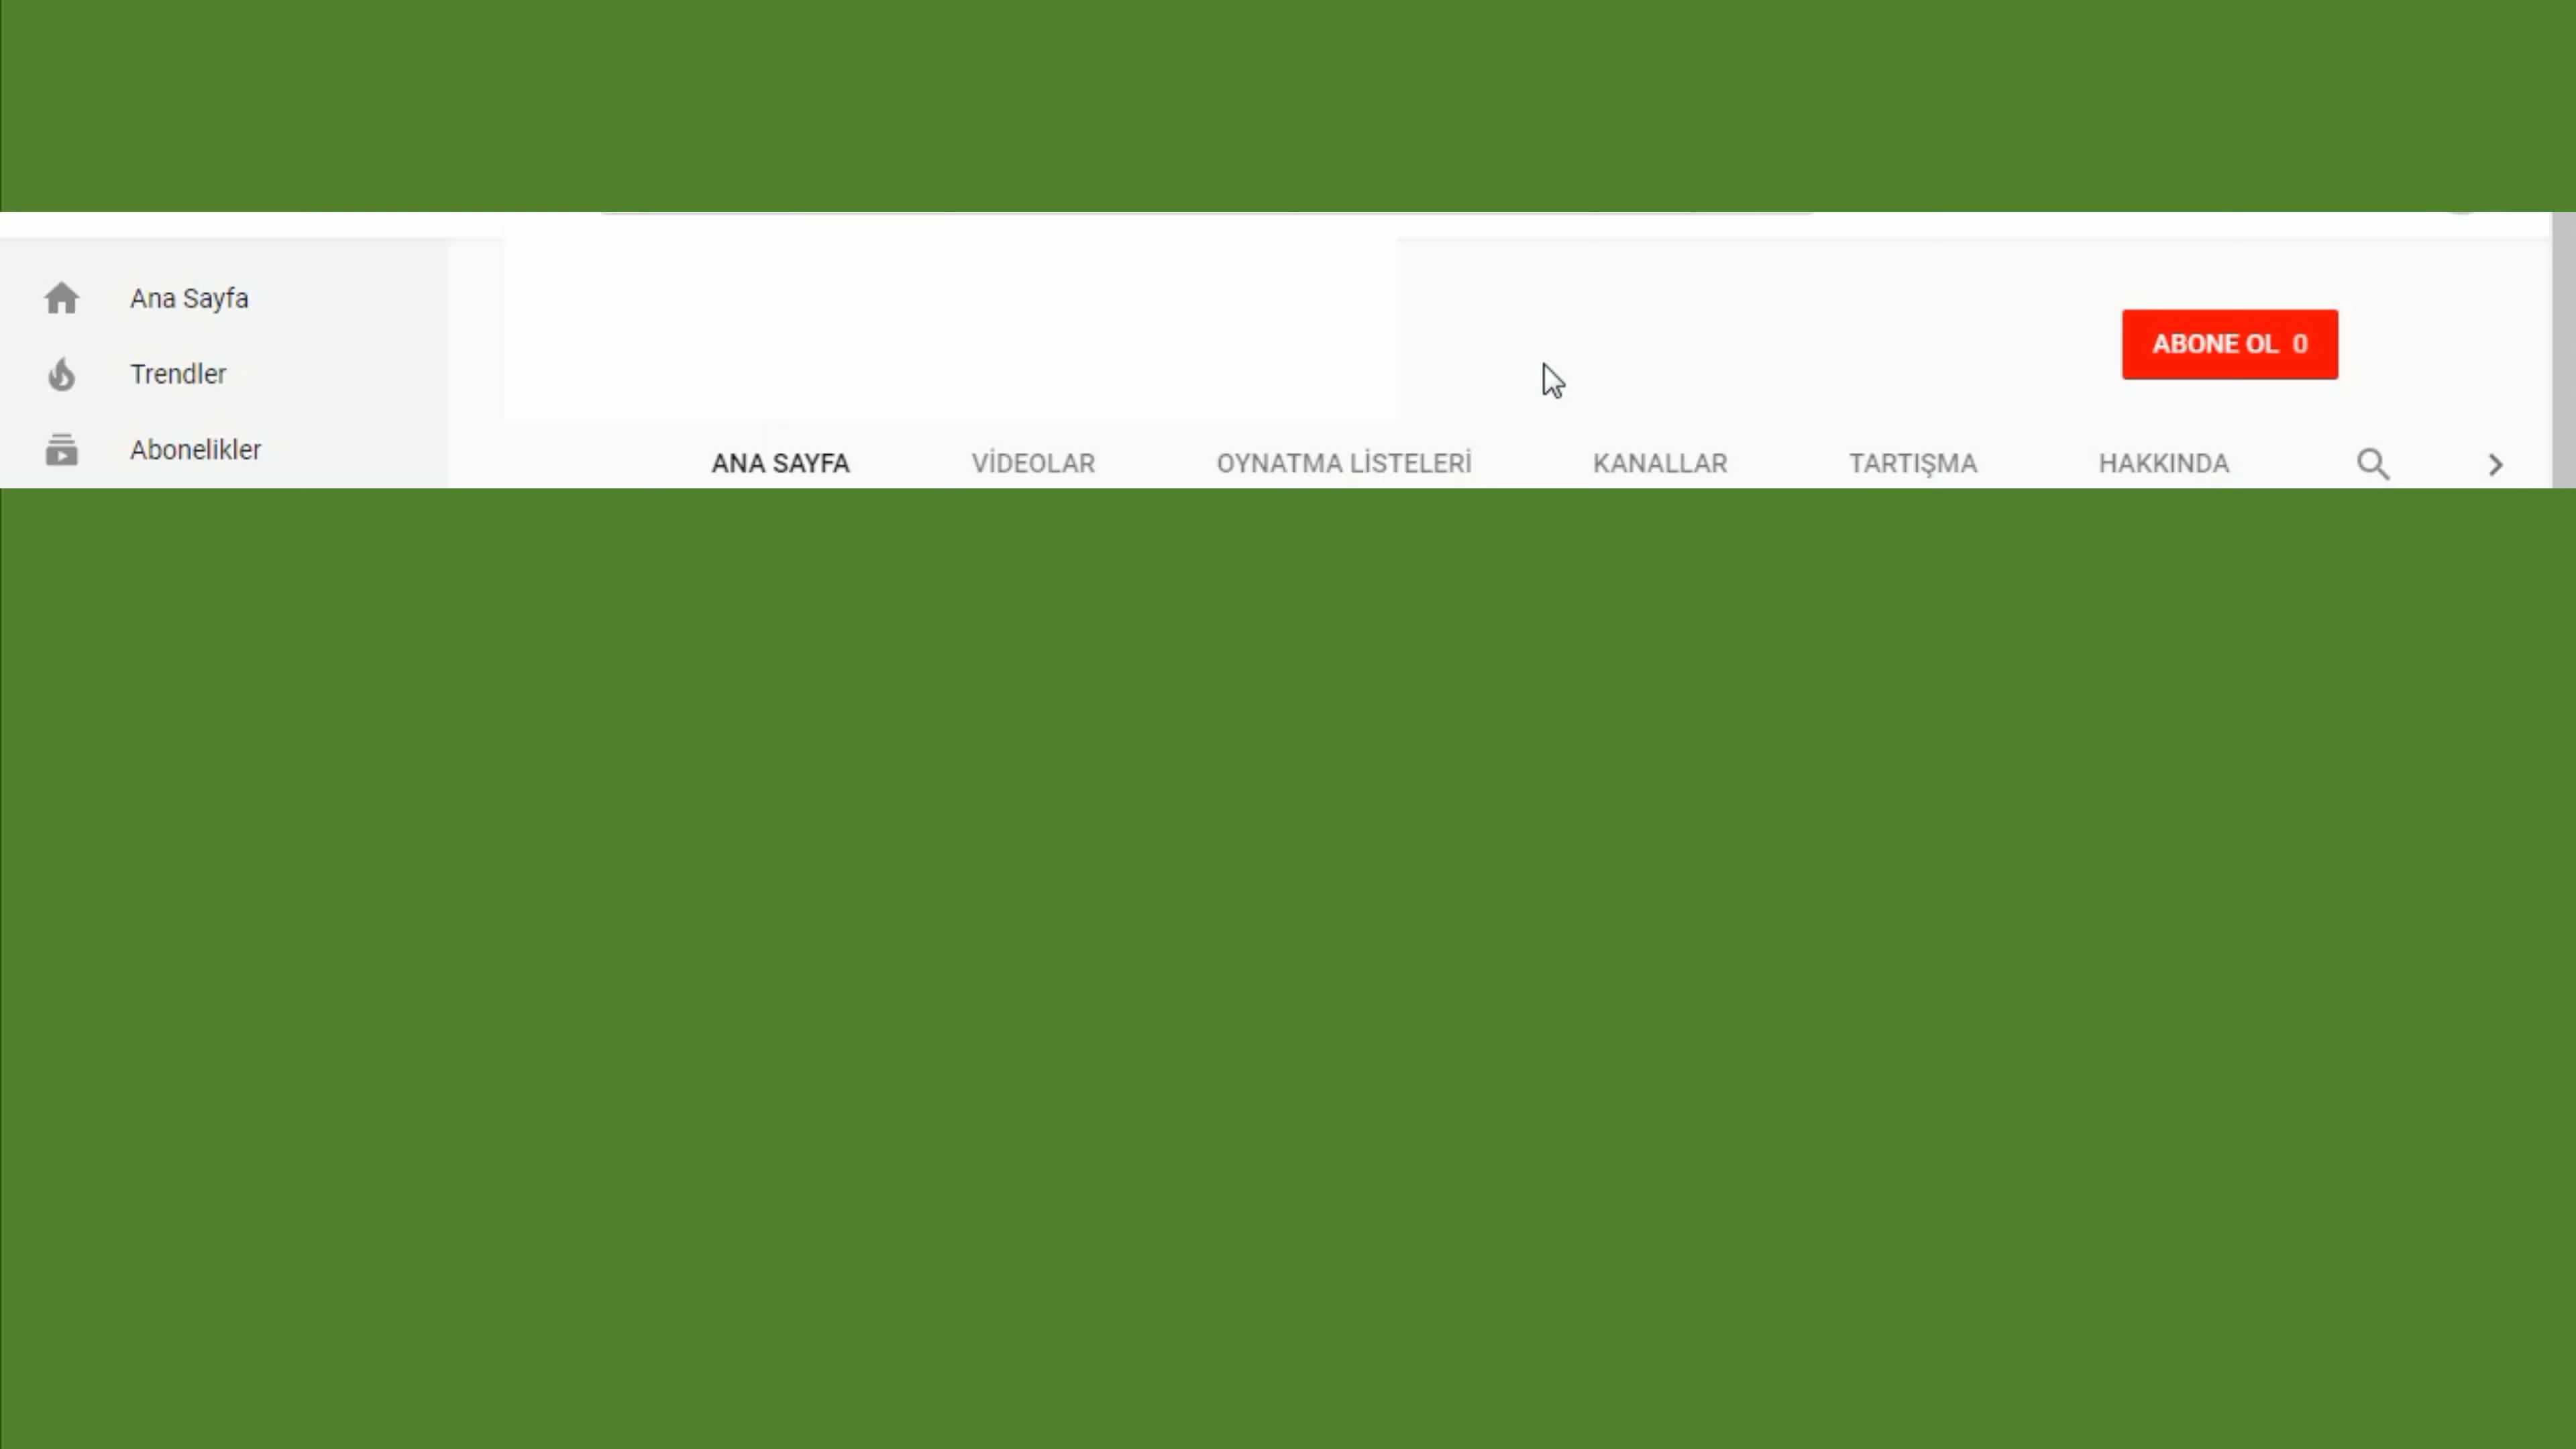 Ana Sayfa
Trendler
Abonelikler
ABONE OL 0
ANA SAYFA VİDEOLAR OYNATMA LİSTELERİ KANALLAR TARTIŞMA HAKKINDA